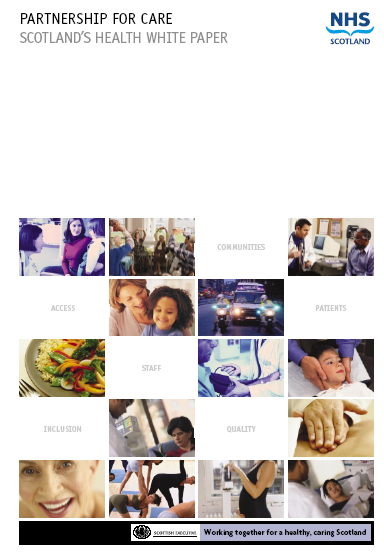 PARTNERSHIP FOR CARE
SCOTLAND'S HEALTH WHITE PAPER
NHS
SCOTLAND
COMMUNITIES
ACCESS
PATIENTS
STAFF
INCLUSION
QUALITY
SCOTTISH EXECUTIVE
Working together for a healthy, caring Scotland